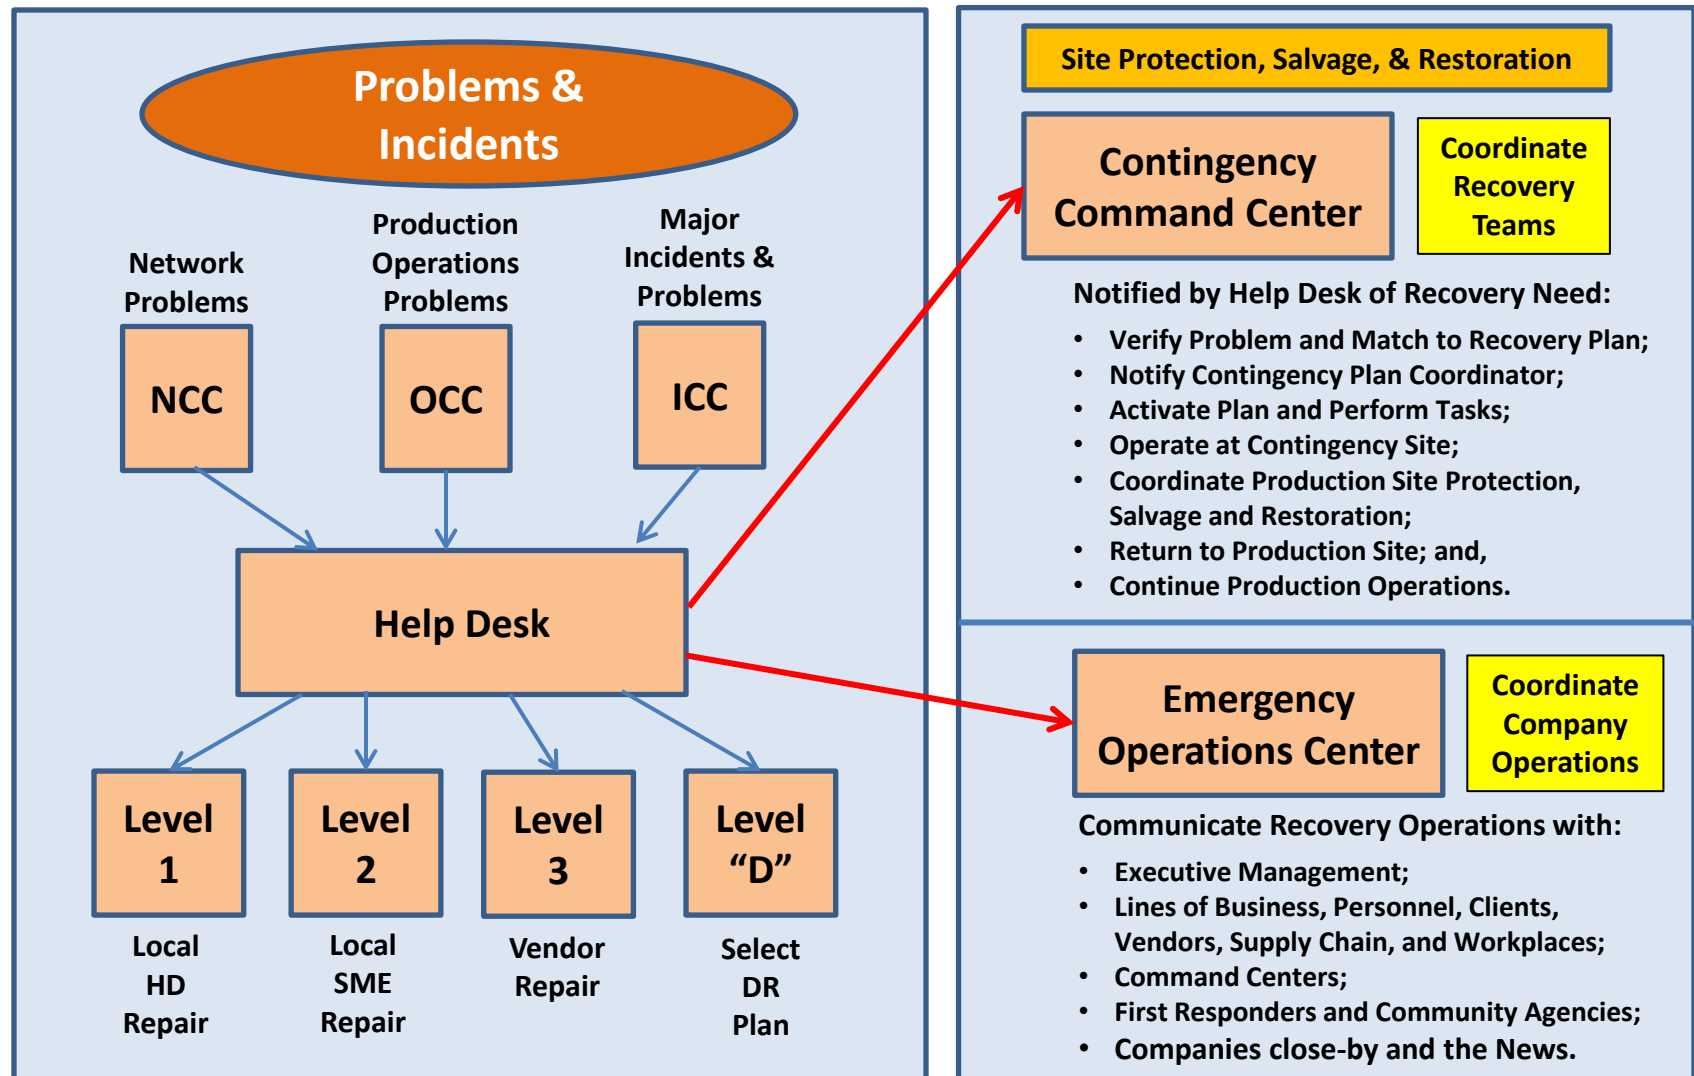 Problems &
Incidents
Network
Problems
Production
Operations
Problems
Major
Incidents &
Problems
NCC
OCC
ICC
Help Desk
Level
1
Level
2
Level
3
Level
“D”
Local
HD
Repair
Local
SME
Repair
Vendor
Repair
Select
DR
Plan
Site Protection, Salvage, & Restoration
Contingency
Command Center
Coordinate
Recovery
Teams
Notified by Help Desk of Recovery Need:
• Verify Problem and Match to Recovery Plan;
• Notify Contingency Plan Coordinator;
• Activate Plan and Perform Tasks;
• Operate at Contingency Site;
• Coordinate Production Site Protection,
Salvage and Restoration;
• Return to Production Site; and,
• Continue Production Operations.
Emergency
Operations Center
Coordinate
Company
Operations
Communicate Recovery Operations with:
• Executive Management;
• Lines of Business, Personnel, Clients,
Vendors, Supply Chain, and Workplaces;
• Command Centers;
• First Responders and Community Agencies;
• Companies close-by and the News.